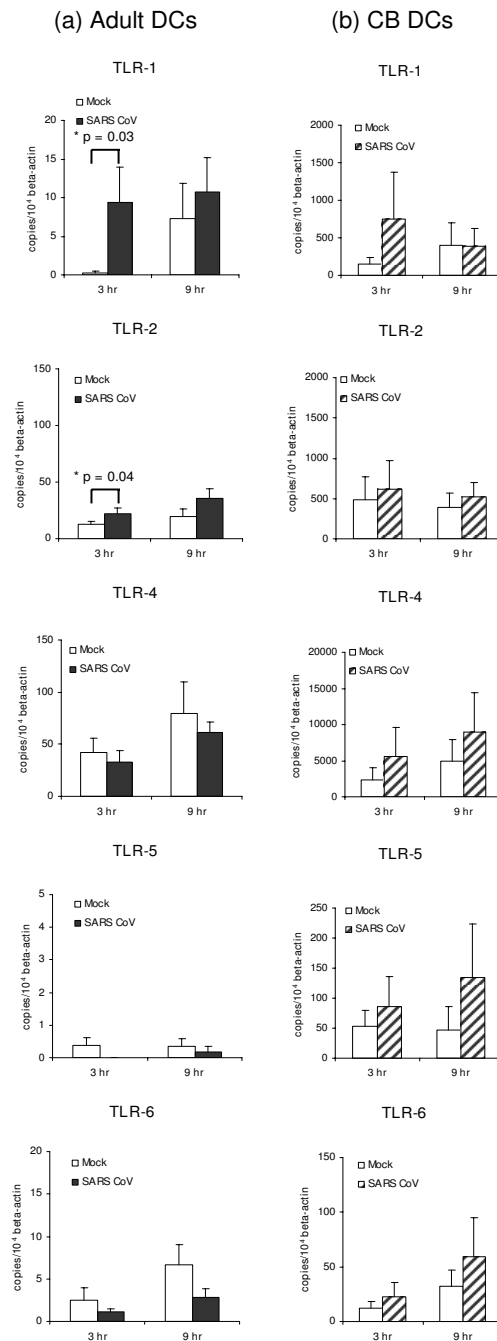 (a) Adult DCs
(b) CB DCs
TLR-1
Mock
SARS CoV
* p = 0.03
copies/10⁴ beta-actin
20
15
10
5
0
3 hr
9 hr
TLR-1
Mock
SARS CoV
copies/10⁴ beta-actin
2000
1500
1000
500
0
3 hr
9 hr
TLR-2
Mock
SARS CoV
* p = 0.04
copies/10⁴ beta-actin
150
100
50
0
3 hr
9 hr
TLR-2
Mock
SARS CoV
copies/10⁴ beta-actin
2000
1500
1000
500
0
3 hr
9 hr
TLR-4
Mock
SARS CoV
copies/10⁴ beta-actin
150
100
50
0
3 hr
9 hr
TLR-4
Mock
SARS CoV
copies/10⁴ beta-actin
20000
15000
10000
5000
0
3 hr
9 hr
TLR-5
Mock
SARS CoV
copies/10⁴ beta-actin
5
4
3
2
1
0
3 hr
9 hr
TLR-5
Mock
SARS CoV
copies/10⁴ beta-actin
250
200
150
100
50
0
3 hr
9 hr
TLR-6
Mock
SARS CoV
copies/10⁴ beta-actin
20
15
10
5
0
3 hr
9 hr
TLR-6
Mock
SARS CoV
copies/10⁴ beta-actin
150
100
50
0
3 hr
9 hr